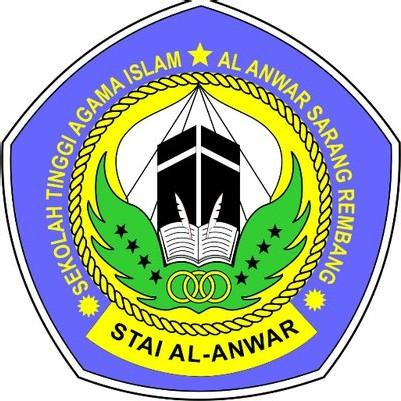 SEKOLAH TINGGI AGAMA ISLAM ★ AL ANWAR SARANG REMBANG
STAI AL-ANWAR